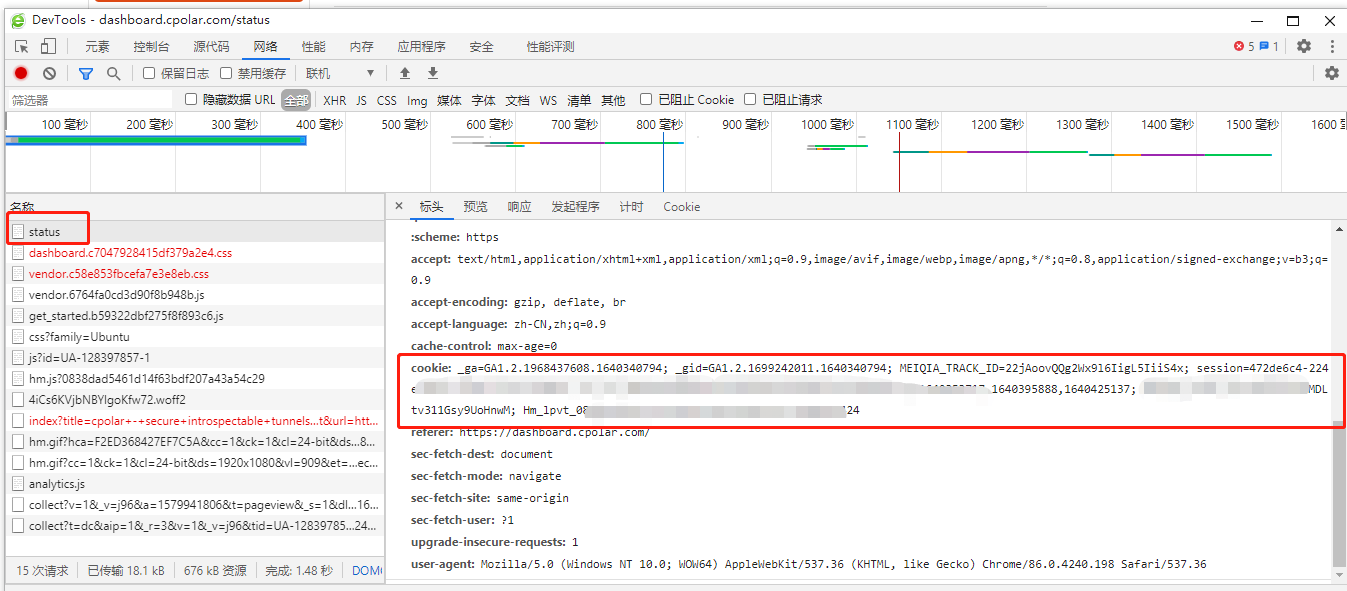 DevTools - dashboard.cpolar.com/status
元素 控制台 源代码 网络 性能 内存 应用程序 安全 性能评测 5 1
保留日志 禁用缓存 联机
筛选器 隐藏数据 URL 全部 XHR JS CSS Img 媒体 字体 文档 WS 清单 其他 已阻止 Cookie 已阻止请求
100 毫秒 200 毫秒 300 毫秒 400 毫秒 500 毫秒 600 毫秒 700 毫秒 800 毫秒 900 毫秒 1000 毫秒 1100 毫秒 1200 毫秒 1300 毫秒 1400 毫秒 1500 毫秒 1600
名称
status
dashboard.c7047928415df379a2e4.css
vendor.c58e853fbcefa7e3e8eb.css
vendor.6764fa0cd3d90f8b948b.js
get_started.b59322dbf275f8f893c6.js
css?family=Ubuntu
js?id=UA-128397857-1
hm.js?0838dad5461d14f63bdf207a43a54c29
4iCs6KVjbNBYlgoKfw72.woff2
index?title=cpolar+-+secure+introspectable+tunnels...t&url=htt...
hm.gif?hca=F2ED368427EF7C5A&cc=1&ck=1&cl=24-bit&ds...8...
hm.gif?cc=1&ck=1&cl=24-bit&ds=1920x1080&vl=909&et=...ec...
analytics.js
collect?v=1&_v=j96&a=1579941806&t=pageview&_s=1&dl...16...
collect?t=dc&aip=1&_r=3&v=1&_v=j96&tid=UA-12839785...24...
15 次请求 已传输 18.1 kB 676 kB 资源 完成: 1.48 秒
标头 预览 响应 发起程序 计时 Cookie
:scheme: https
accept: text/html,application/xhtml+xml,application/xml;q=0.9,image/avif,image/webp,image/apng,*/*;q=0.8,application/signed-exchange;v=b3;q=
0.9
accept-encoding: gzip, deflate, br
accept-language: zh-CN,zh;q=0.9
cache-control: max-age=0
cookie: _ga=GA1.2.1968437608.1640340794; _gid=GA1.2.1699242011.1640340794; MEIQIA_TRACK_ID=22jAoovQQg2Wx9l6IigL5IiiS4x; session=472de6c4-224
,1640395888,1640425137; MDL
tv311Gsy9UoHnwM; Hm_lpvt_08 24
referer: https://dashboard.cpolar.com/
sec-fetch-dest: document
sec-fetch-mode: navigate
sec-fetch-site: same-origin
sec-fetch-user: ?1
upgrade-insecure-requests: 1
user-agent: Mozilla/5.0 (Windows NT 10.0; WOW64) AppleWebKit/537.36 (KHTML, like Gecko) Chrome/86.0.4240.198 Safari/537.36